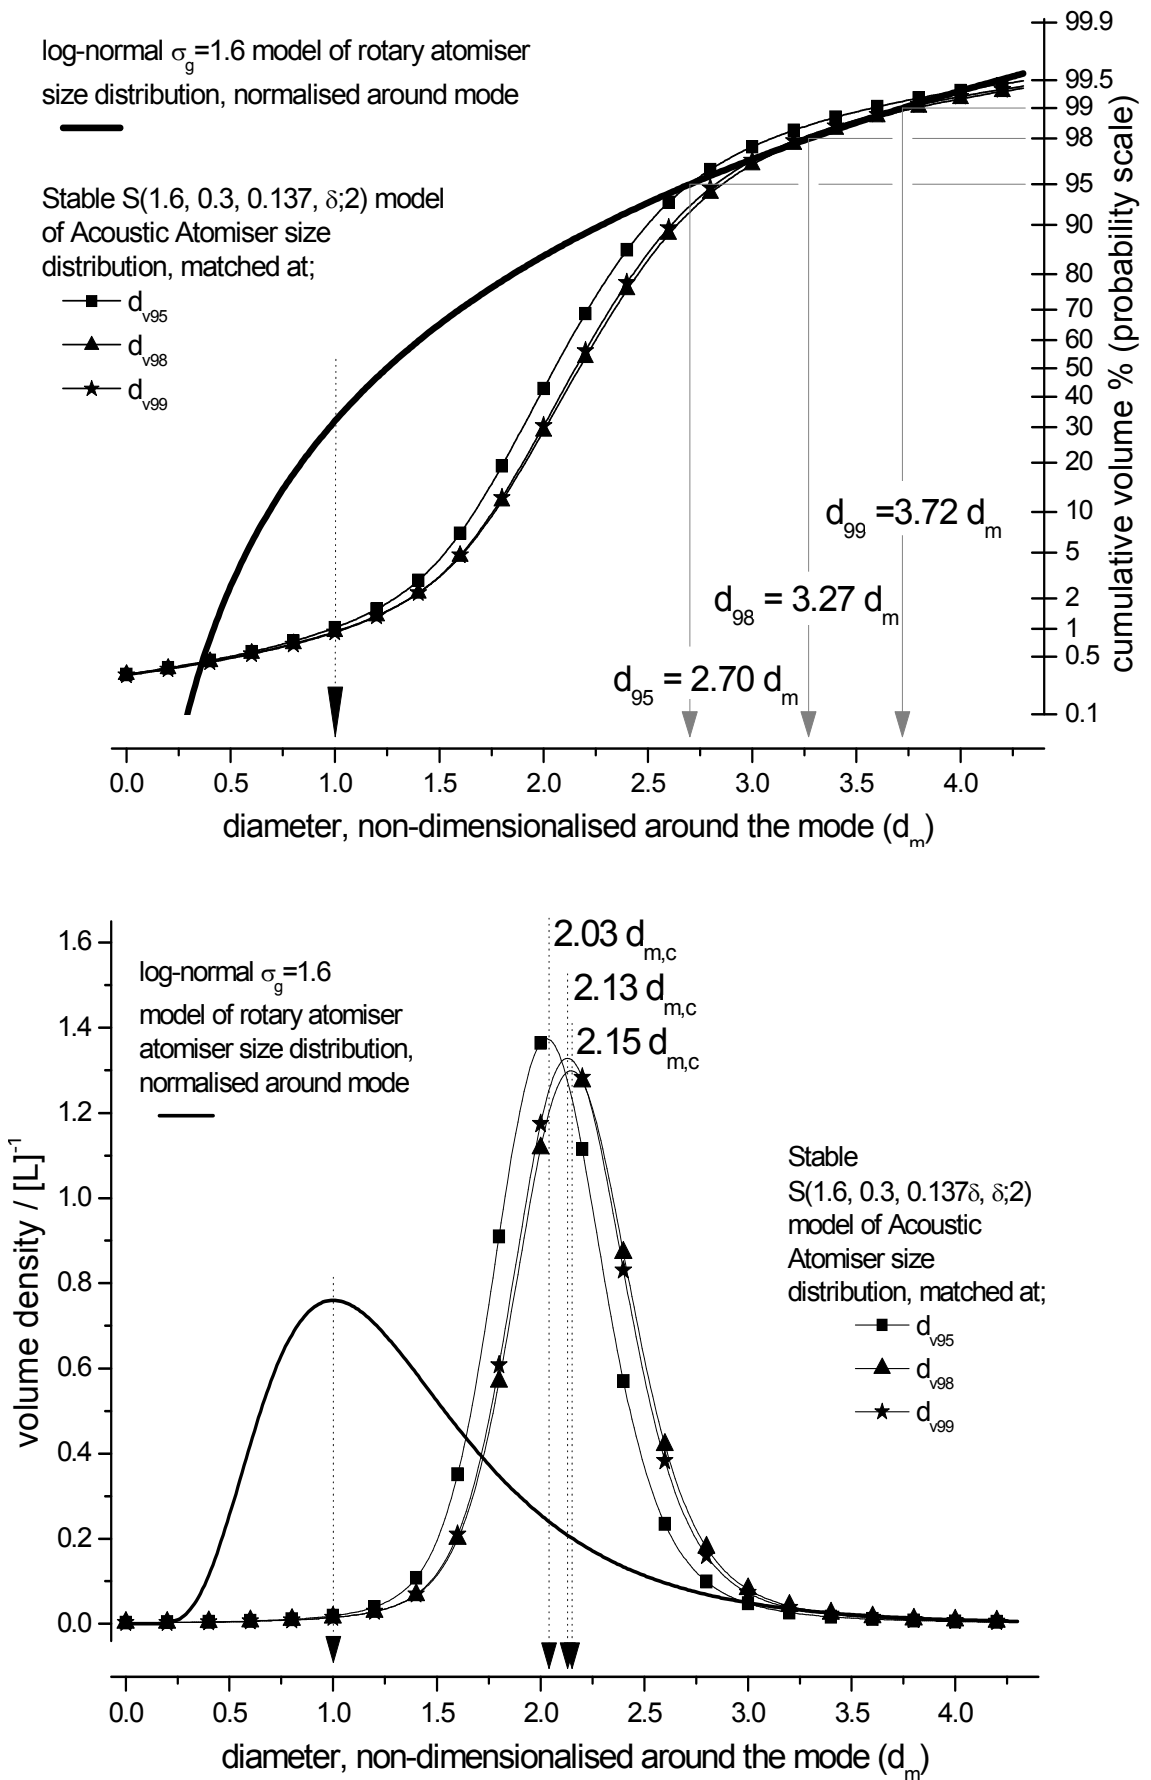 log-normal σg=1.6 model of rotary atomiser
size distribution, normalised around mode
Stable S(1.6, 0.3, 0.137, δ;2) model
of Acoustic Atomiser size
distribution, matched at;
dv95
dv98
dv99
99.9
99.5
99
98
95
90
80
70
60
50
40
30
20
10
5
2
1
0.5
0.1
cumulative volume % (probability scale)
d99 =3.72 dm
d98 = 3.27 dm
d95 = 2.70 dm
0.0 0.5 1.0 1.5 2.0 2.5 3.0 3.5 4.0
diameter, non-dimensionalised around the mode (dm)
2.03 dm,c
2.13 dm,c
2.15 dm,c
log-normal σg=1.6
model of rotary atomiser
atomiser size distribution,
normalised around mode
1.6
1.4
1.2
1.0
0.8
0.6
0.4
0.2
0.0
volume density / [L]-1
Stable
S(1.6, 0.3, 0.137δ, δ;2)
model of Acoustic
Atomiser size
distribution, matched at;
dv95
dv98
dv99
0.0 0.5 1.0 1.5 2.0 2.5 3.0 3.5 4.0
diameter, non-dimensionalised around the mode (dm)